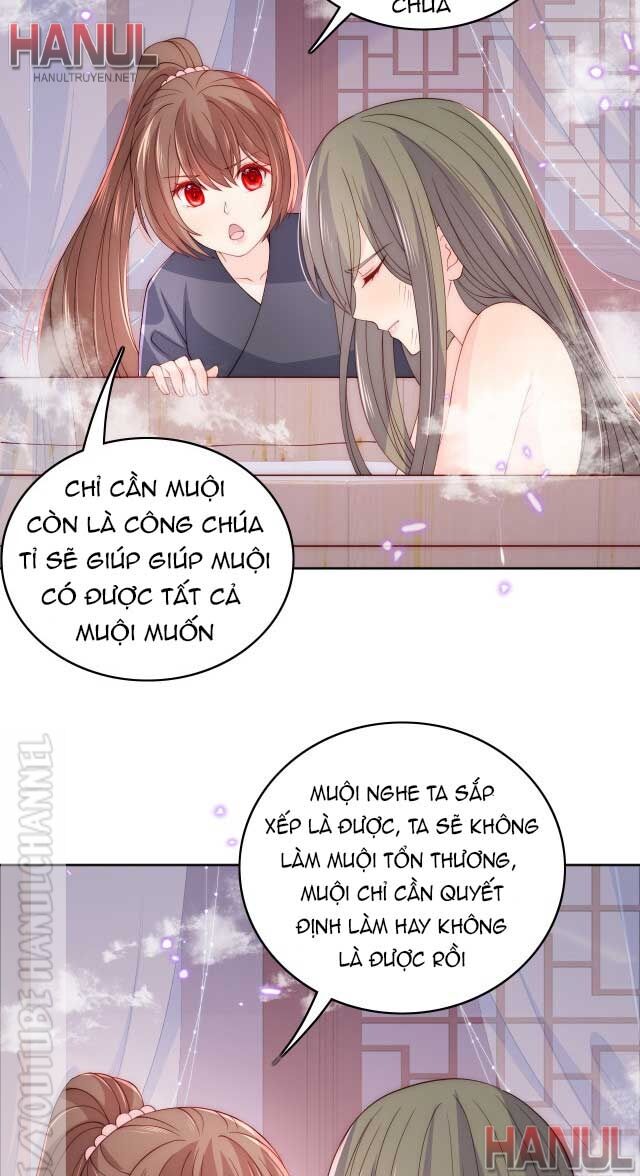 CHÚA
HANUL
HANULTRUYEN.NET
CHỈ CẦN MUỘI
CÒN LÀ CÔNG CHÚA
TỈ SẼ GIÚP GIÚP MUỘI
CÓ ĐƯỢC TẤT CẢ
MUỘI MUỐN
MUỘI NGHE TA SẮP
XẾP LÀ ĐƯỢC, TA SẼ KHÔNG
LÀM MUỘI TỔN THƯƠNG,
MUỘI CHỈ CẦN QUYẾT
ĐỊNH LÀM HAY KHÔNG
LÀ ĐƯỢC RỒI
/YOUTUBE HANUL CHANNEL
HANUL